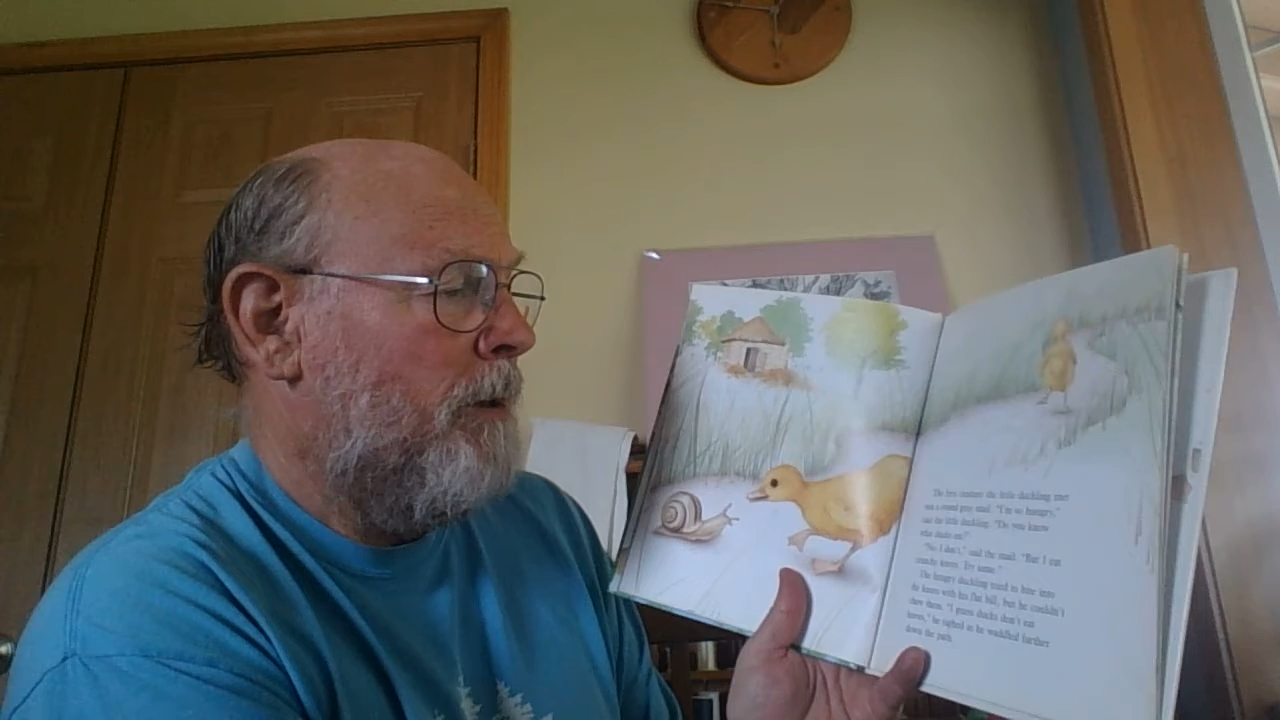 The first creature the little duckling met
was a round gray snail. "I'm so hungry,"
said the little duckling. "Do you know
what ducks eat?"
"No, I don't," said the snail. "But I eat
crunchy leaves. Try some."
The hungry duckling tried to bite into
the leaves with his flat bill, but he couldn't
chew them. "I guess ducks don't eat
leaves," he sighed as he waddled further
down the path.